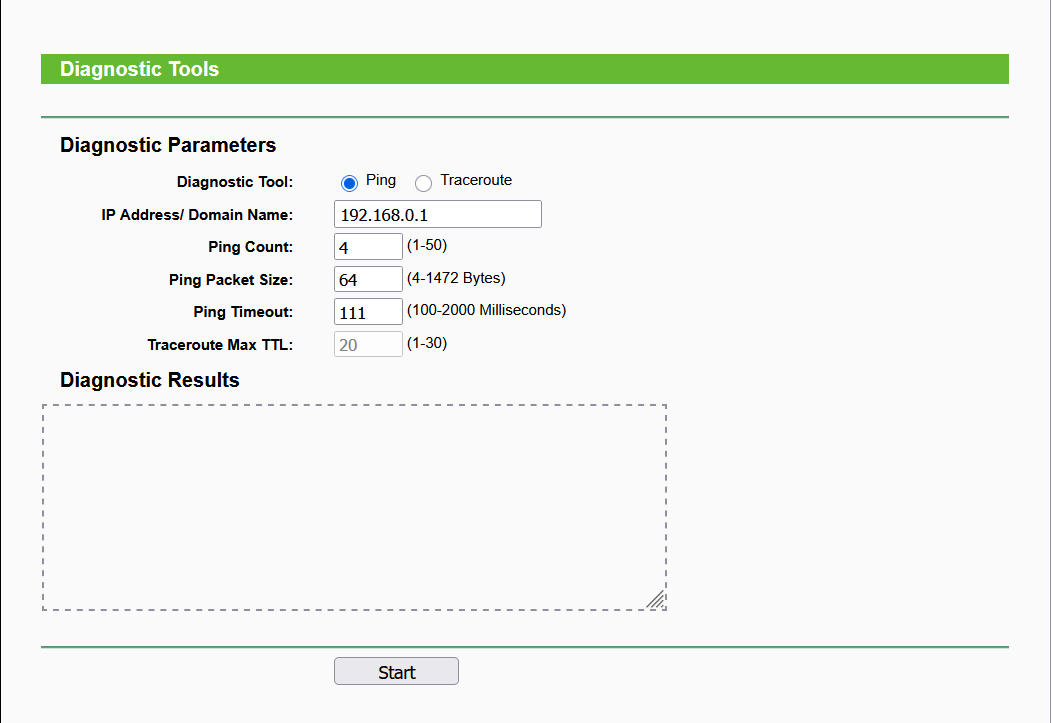 Diagnostic Tools
Diagnostic Parameters
Diagnostic Tool: Ping Traceroute
IP Address/ Domain Name: 192.168.0.1
Ping Count: 4 (1-50)
Ping Packet Size: 64 (4-1472 Bytes)
Ping Timeout: 111 (100-2000 Milliseconds)
Traceroute Max TTL: 20 (1-30)
Diagnostic Results
Start